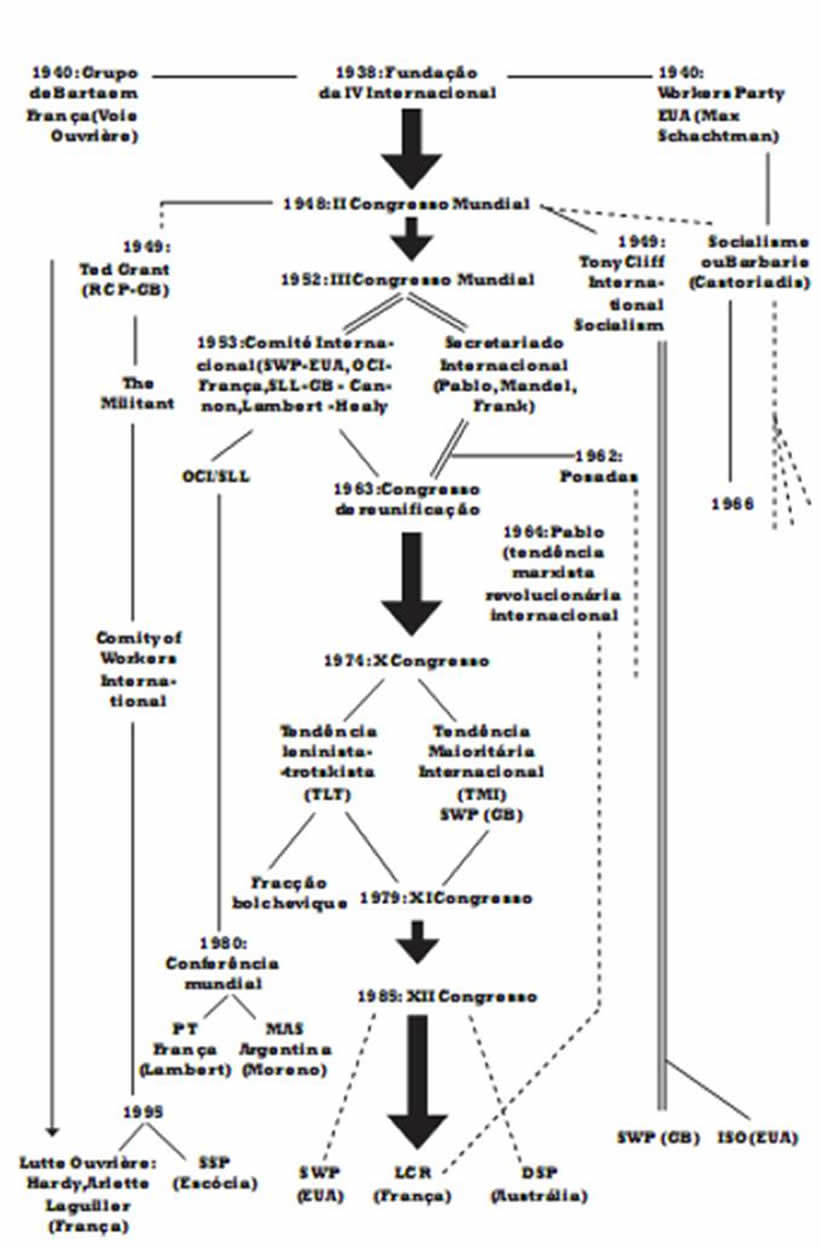 1940:Grupo
de Barta em
França(Voie
Ouvrière)
1938:Fundação
da IV Internacional
1940:
Workers Party
EUA (Max
Schachtman)
1948:II Congresso Mundial
1949:
Ted Grant
(RCP-GB)
1949:
Tony Cliff
Interna-
tional
Socialism
Socialisme
ou Barbarie
(Castoriadis)
1952:III Congresso Mundial
1953:Comité Interna-
cional(SWP-EUA,OCI-
França,SLL-GB - Can-
non,Lambert -Healy
Secretariado
Internacional
(Pablo,Mandel,
Frank)
The
Militant
OCI/SLL
1962:
Posadas
1963:Congresso
de reunificação
1966
1964:Pablo
(tendência
marxista
revolucionária
internacional
Comity of
Workers
Interna-
tional
1974:X Congresso
Tendência
leninista-
-trotskista
(TLT)
Tendência
Maioritária
Internacional
(TMI)
SWP (GB)
Fracção
bolchevique
1979:XI Congresso
1980:
Conferência
mundial
1985: XII Congresso
PT
França
(Lambert)
MAS
Argentina
(Moreno)
1995
Lutte Ouvrière:
Hardy,Arlette
Laguiller
(França)
SSP
(Escócia)
SWP
(EUA)
LCR
(França)
DSP
(Austrália)
SWP (GB)
ISO(EUA)